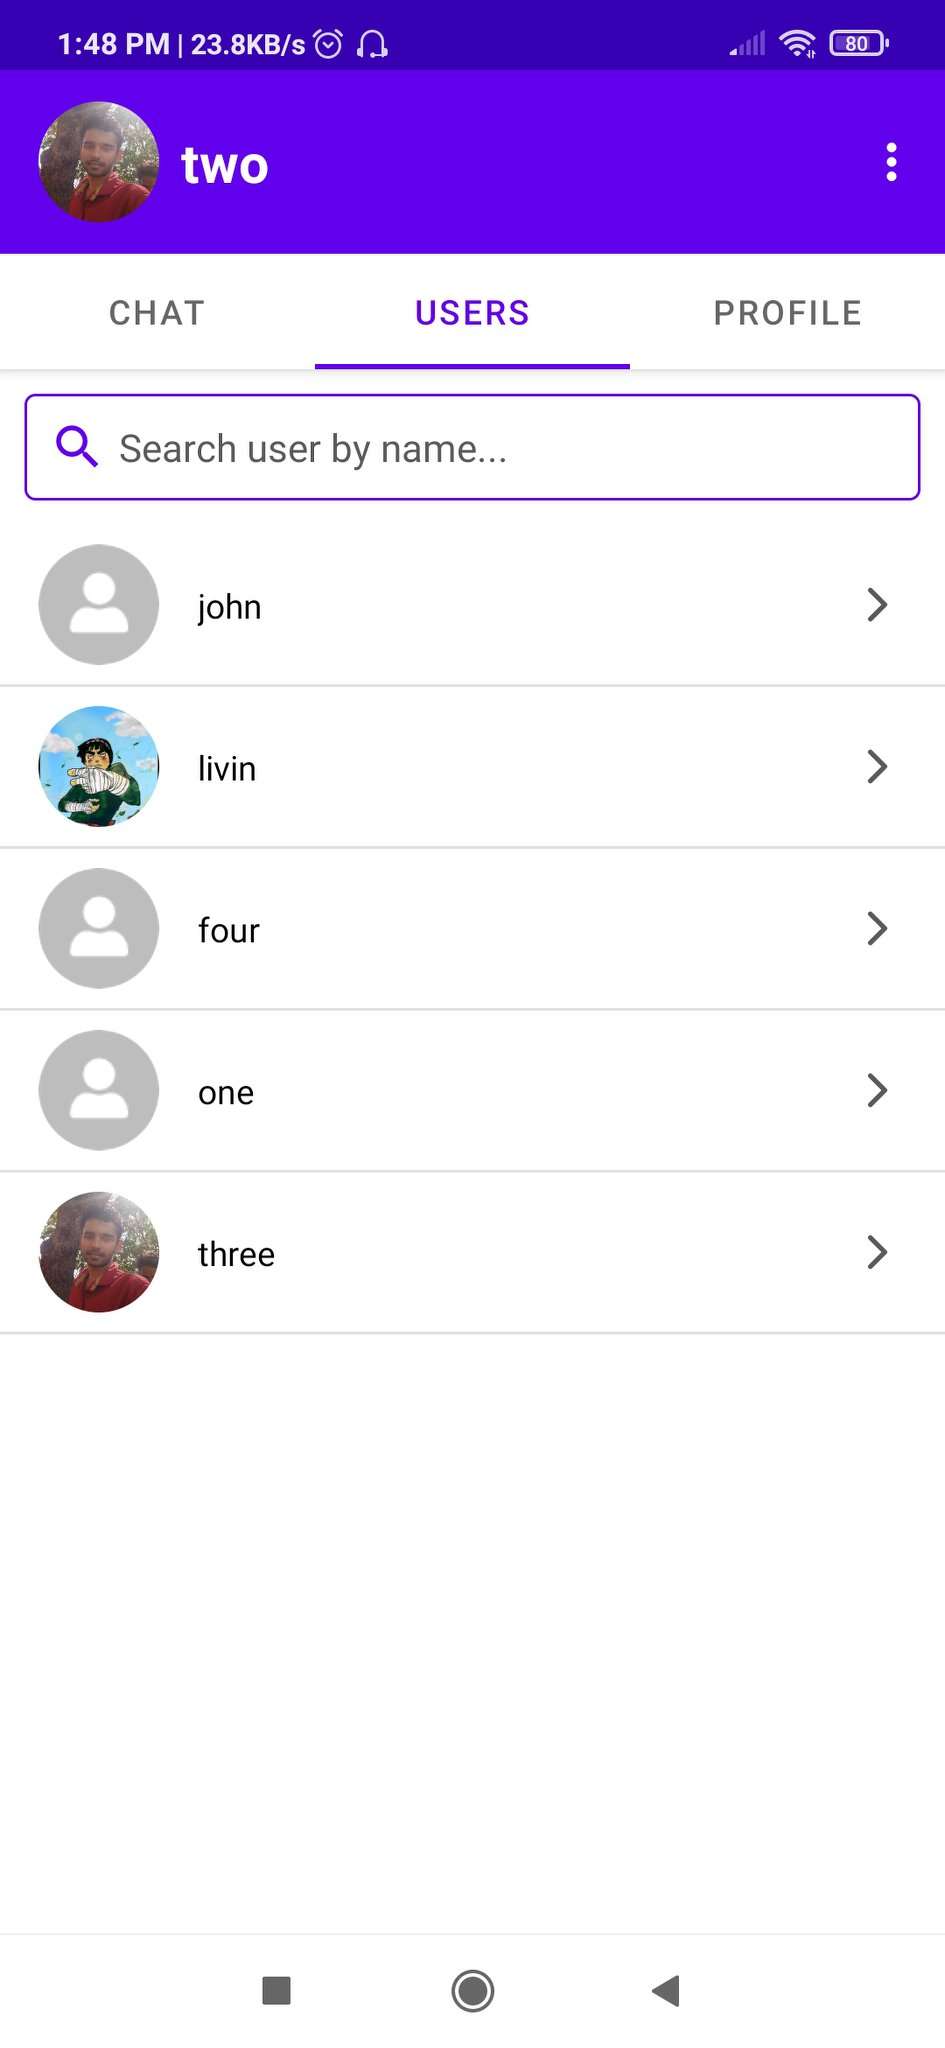 1:48 PM | 23.8KB/s 80
two
CHAT USERS PROFILE
Search user by name...
john
livin
four
one
three